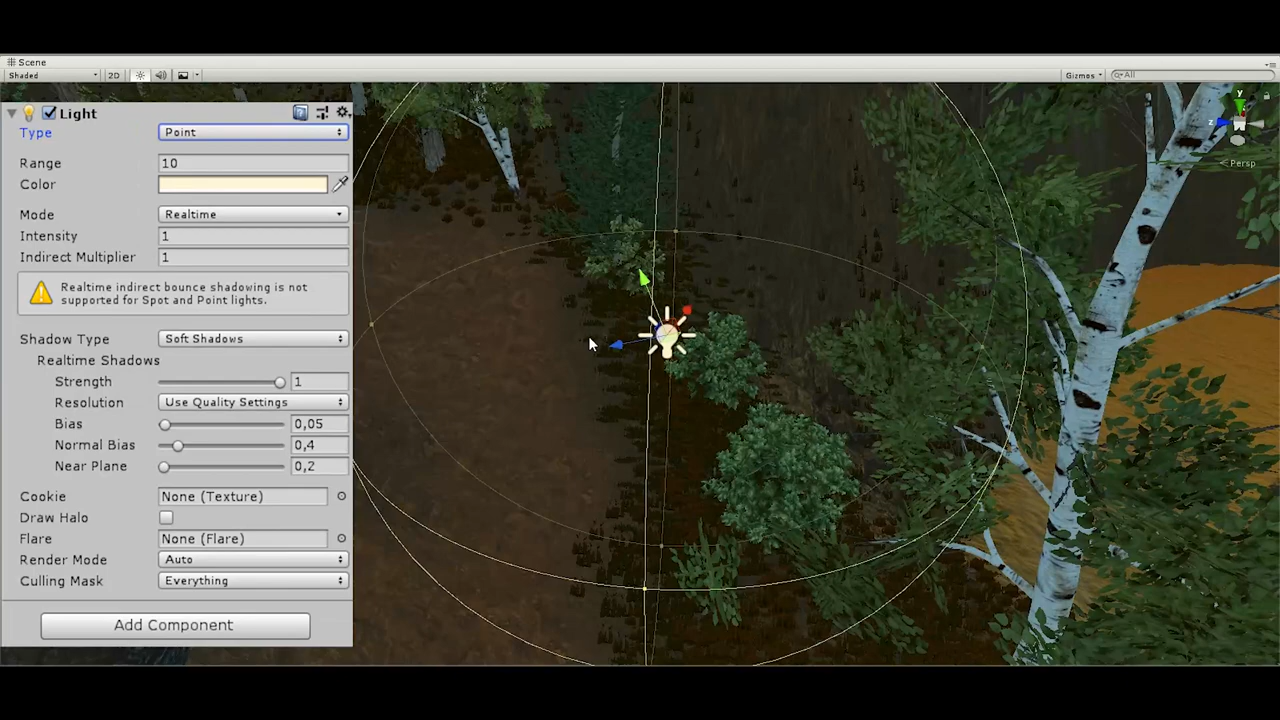 Scene
Shaded
2D
Gizmos
All
y
z
Persp
Light
Type Point
Range 10
Color
Mode Realtime
Intensity 1
Indirect Multiplier 1
Realtime indirect bounce shadowing is not
supported for Spot and Point lights.
Shadow Type Soft Shadows
Realtime Shadows
Strength 1
Resolution Use Quality Settings
Bias 0,05
Normal Bias 0,4
Near Plane 0,2
Cookie None (Texture)
Draw Halo
Flare None (Flare)
Render Mode Auto
Culling Mask Everything
Add Component